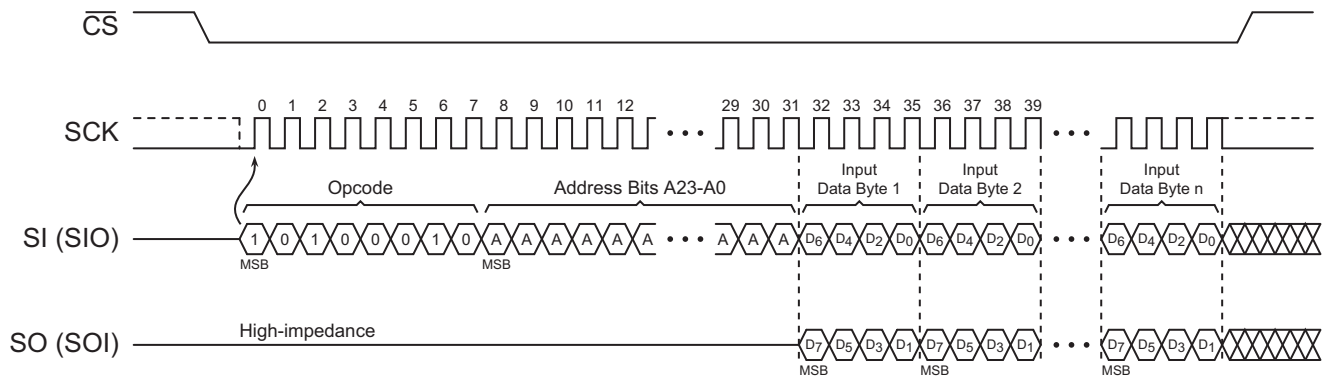 CS
0 1 2 3 4 5 6 7 8 9 10 11 12 29 30 31 32 33 34 35 36 37 38 39
SCK
Opcode
Address Bits A23-A0
Input
Data Byte 1
Input
Data Byte 2
Input
Data Byte n
SI (SIO)
1 0 1 0 0 0 1 0 A A A A A A A A A D6 D4 D2 D0 D6 D4 D2 D0 D6 D4 D2 D0
MSB MSB
High-impedance
SO (SOI)
D7 D5 D3 D1 D7 D5 D3 D1 D7 D5 D3 D1
MSB MSB MSB